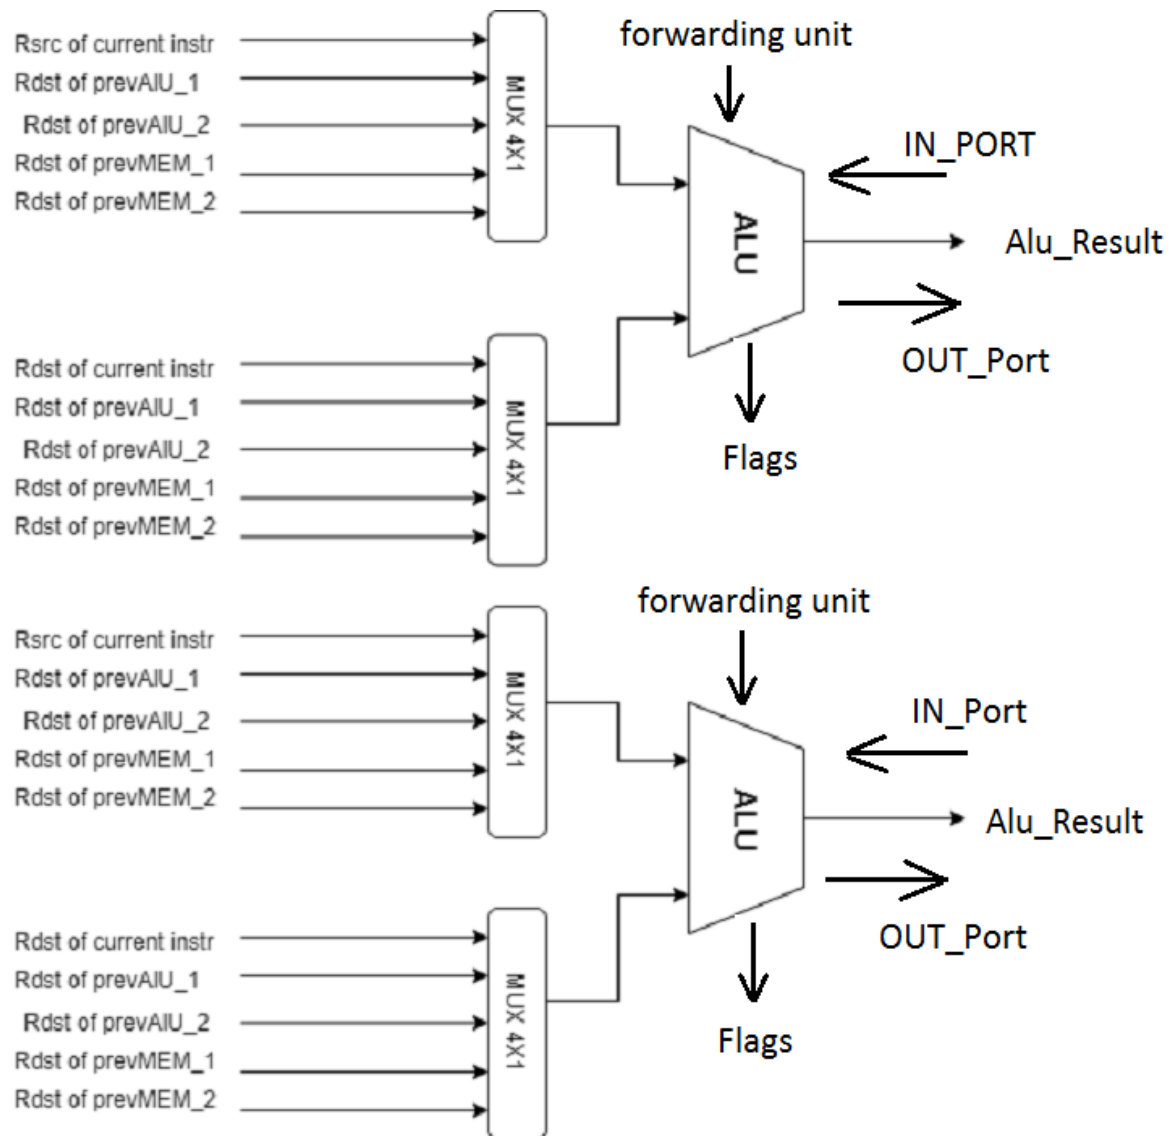 Rsrc of current instr
Rdst of prevAlU_1
Rdst of prevAlU_2
Rdst of prevMEM_1
Rdst of prevMEM_2
MUX 4X1
forwarding unit
IN_PORT
ALU
Alu_Result
OUT_Port
Flags
Rdst of current instr
Rdst of prevAlU_1
Rdst of prevAlU_2
Rdst of prevMEM_1
Rdst of prevMEM_2
MUX 4X1
Rsrc of current instr
Rdst of prevAlU_1
Rdst of prevAlU_2
Rdst of prevMEM_1
Rdst of prevMEM_2
MUX 4X1
forwarding unit
IN_Port
ALU
Alu_Result
OUT_Port
Flags
Rdst of current instr
Rdst of prevAlU_1
Rdst of prevAlU_2
Rdst of prevMEM_1
Rdst of prevMEM_2
MUX 4X1